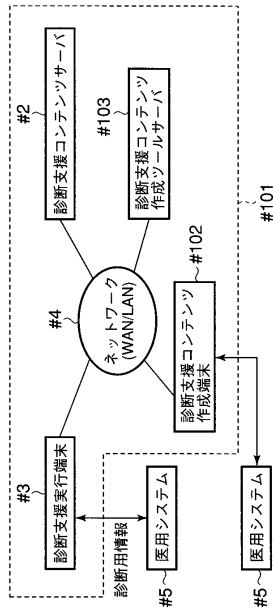 #101
#2
診断支援コンテンツサーバ
#103
診断支援コンテンツ
作成ツールサーバ
#4
ネットワーク
(WAN/LAN)
#102
診断支援コンテンツ
作成端末
#3
診断支援実行端末
診断用情報
医用システム
#5
医用システム
#5